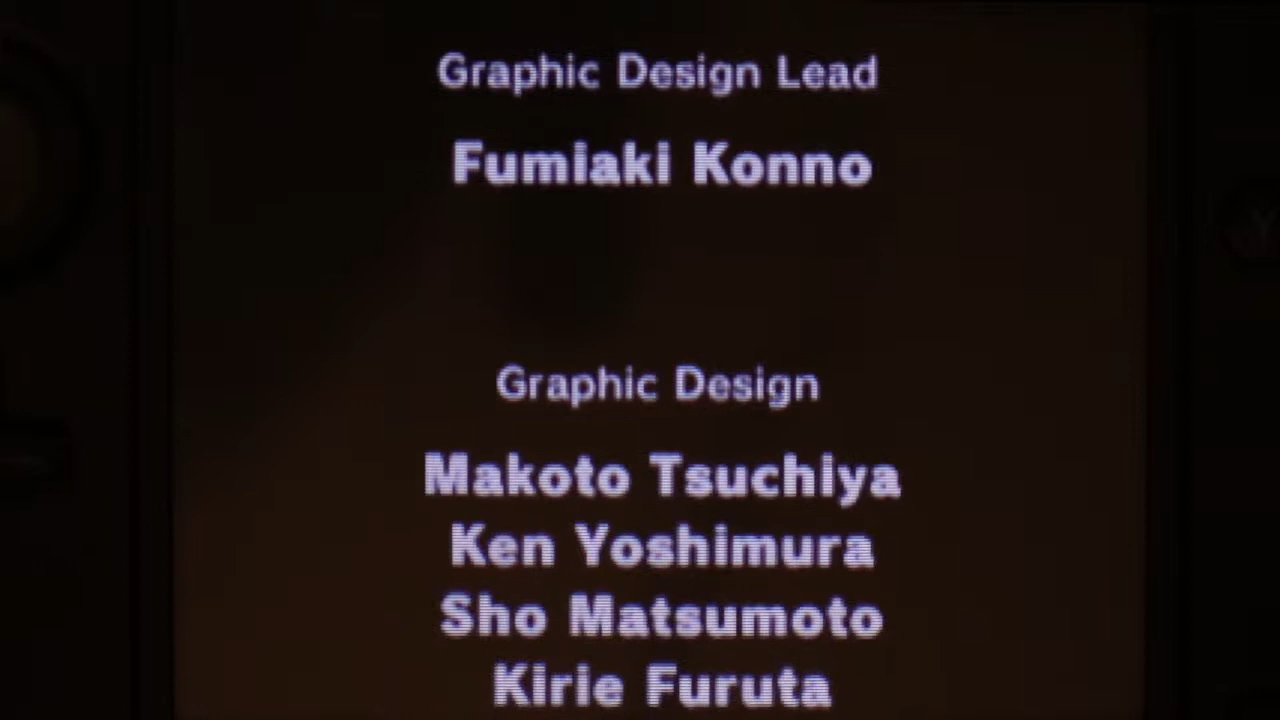 Graphic Design Lead
Fumiaki Konno
Graphic Design
Makoto Tsuchiya
Ken Yoshimura
Sho Matsumoto
Kirie Furuta
Y